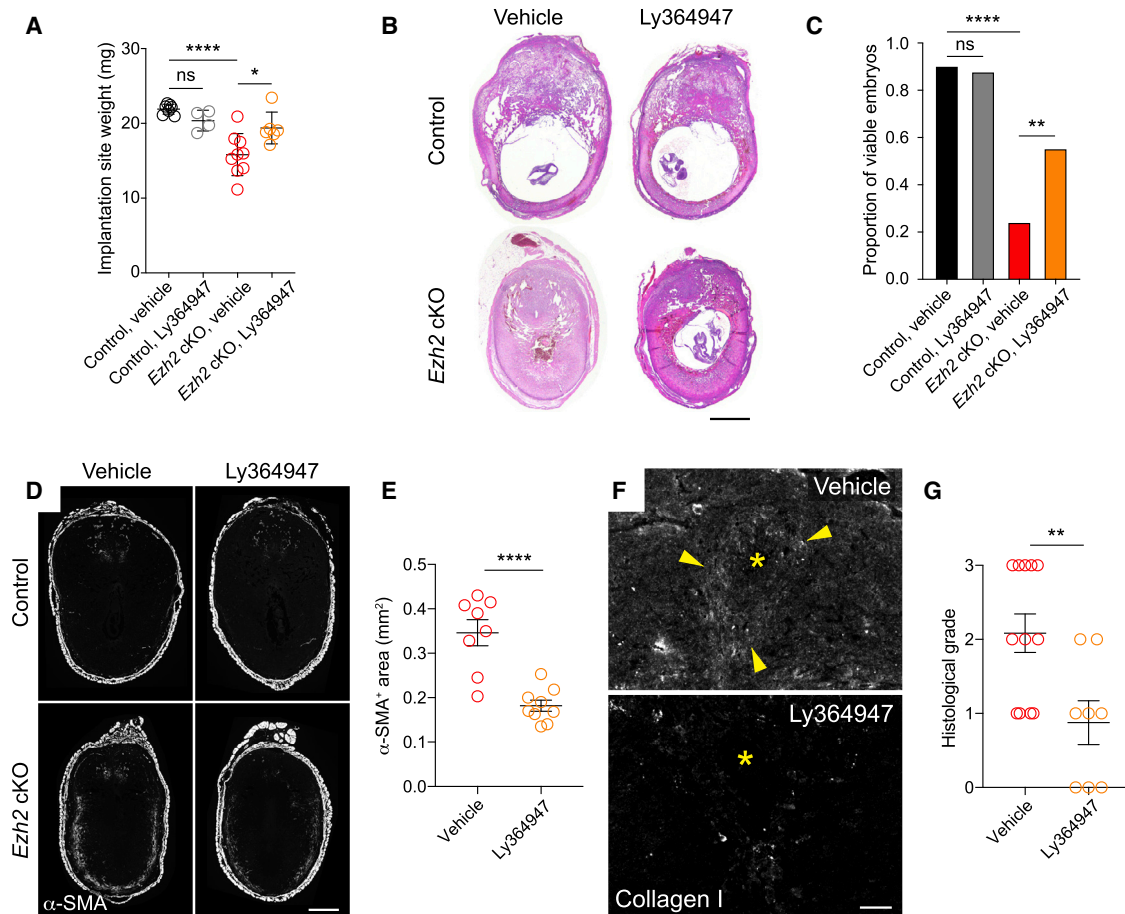 A
Implantation site weight (mg)
45
30
20
10
0
****
ns
*
Control, vehicle
Control, Ly364947
Ezh2 cKO, vehicle
Ezh2 cKO, Ly364947
B
Vehicle
Ly364947
Control
Ezh2 cKO
C
Proportion of viable embryos
1.0
0.8
0.6
0.4
0.2
0.0
****
ns
**
Control, vehicle
Control, Ly364947
Ezh2 cKO, vehicle
Ezh2 cKO, Ly364947
D
Vehicle
Ly364947
Control
Ezh2 cKO
α-SMA
E
α-SMA⁺ area (mm²)
0.5
0.4
0.3
0.2
0.1
0.0
****
Vehicle
Ly364947
F
Vehicle
*
Ly364947
*
Collagen I
G
Histological grade
3
2
1
0
**
Vehicle
Ly364947